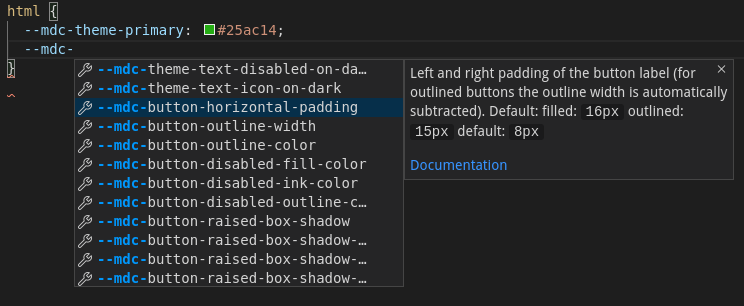 html {
--mdc-theme-primary: #25ac14;
--mdc-
}
--mdc-theme-text-disabled-on-da…
--mdc-theme-text-icon-on-dark
--mdc-button-horizontal-padding
--mdc-button-outline-width
--mdc-button-outline-color
--mdc-button-disabled-fill-color
--mdc-button-disabled-ink-color
--mdc-button-disabled-outline-c…
--mdc-button-raised-box-shadow
--mdc-button-raised-box-shadow-…
--mdc-button-raised-box-shadow-…
--mdc-button-raised-box-shadow-…
Left and right padding of the button label (for
outlined buttons the outline width is automatically
subtracted). Default: filled: 16px outlined:
15px default: 8px
Documentation